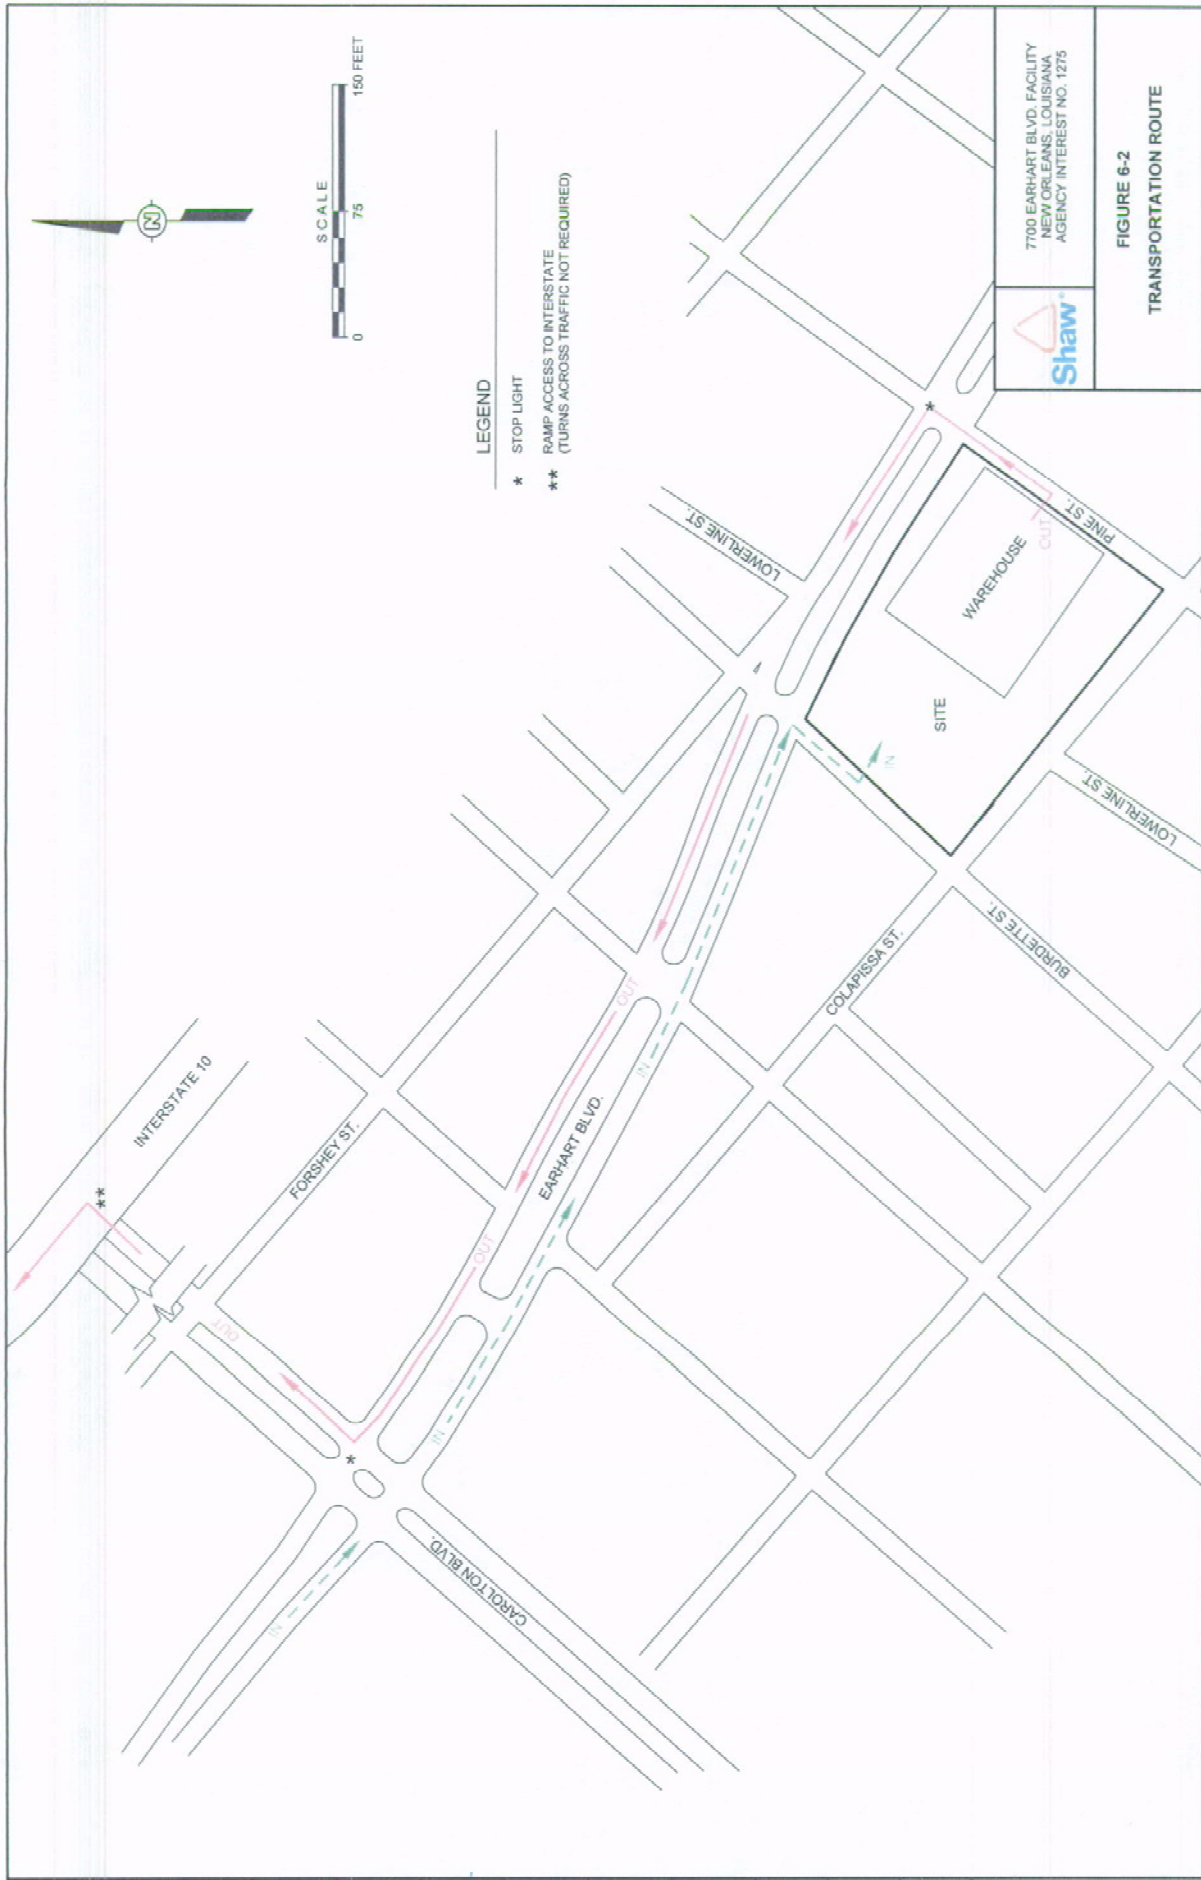 INTERSTATE 10
**
FORSHEY ST.
OUT
*
IN
CAROLTON BLVD.
OUT
IN
EARHART BLVD.
OUT
IN
COLAPISSA ST.
BURDETTE ST.
LOWERLINE ST.
LOWERLINE ST.
IN
SITE
WAREHOUSE
OUT
PINE ST.
*
N
SCALE
0 75 150 FEET
LEGEND
* STOP LIGHT
** RAMP ACCESS TO INTERSTATE
(TURNS ACROSS TRAFFIC NOT REQUIRED)
Shaw
7700 EARHART BLVD. FACILITY
NEW ORLEANS, LOUISIANA
AGENCY INTEREST NO. 1275
FIGURE 6-2
TRANSPORTATION ROUTE